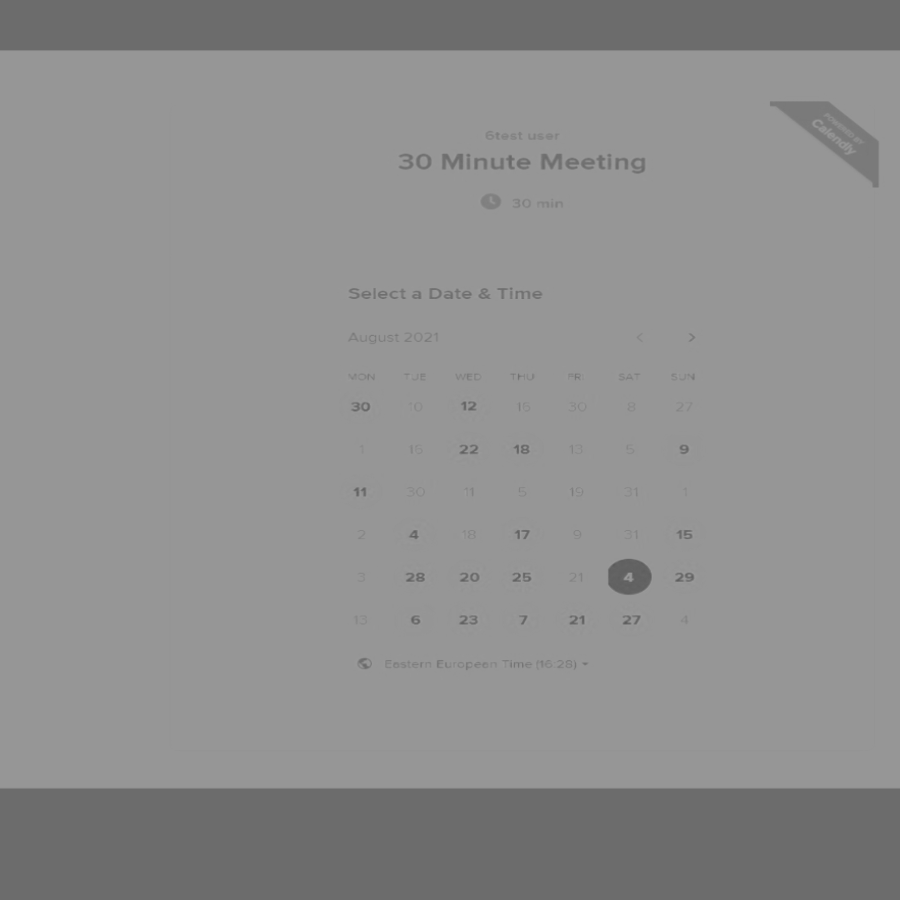 POWERED BY
Calendly
6test user
30 Minute Meeting
30 min
Select a Date & Time
August 2021
MON TUE WED THU FRI SAT SUN
30 10 12 15 30 8 27
1 15 22 18 13 5 9
11 30 11 5 19 31 1
2 4 18 17 9 31 15
3 28 20 25 21 4 29
13 6 23 7 21 27 4
Eastern European Time (16:28)